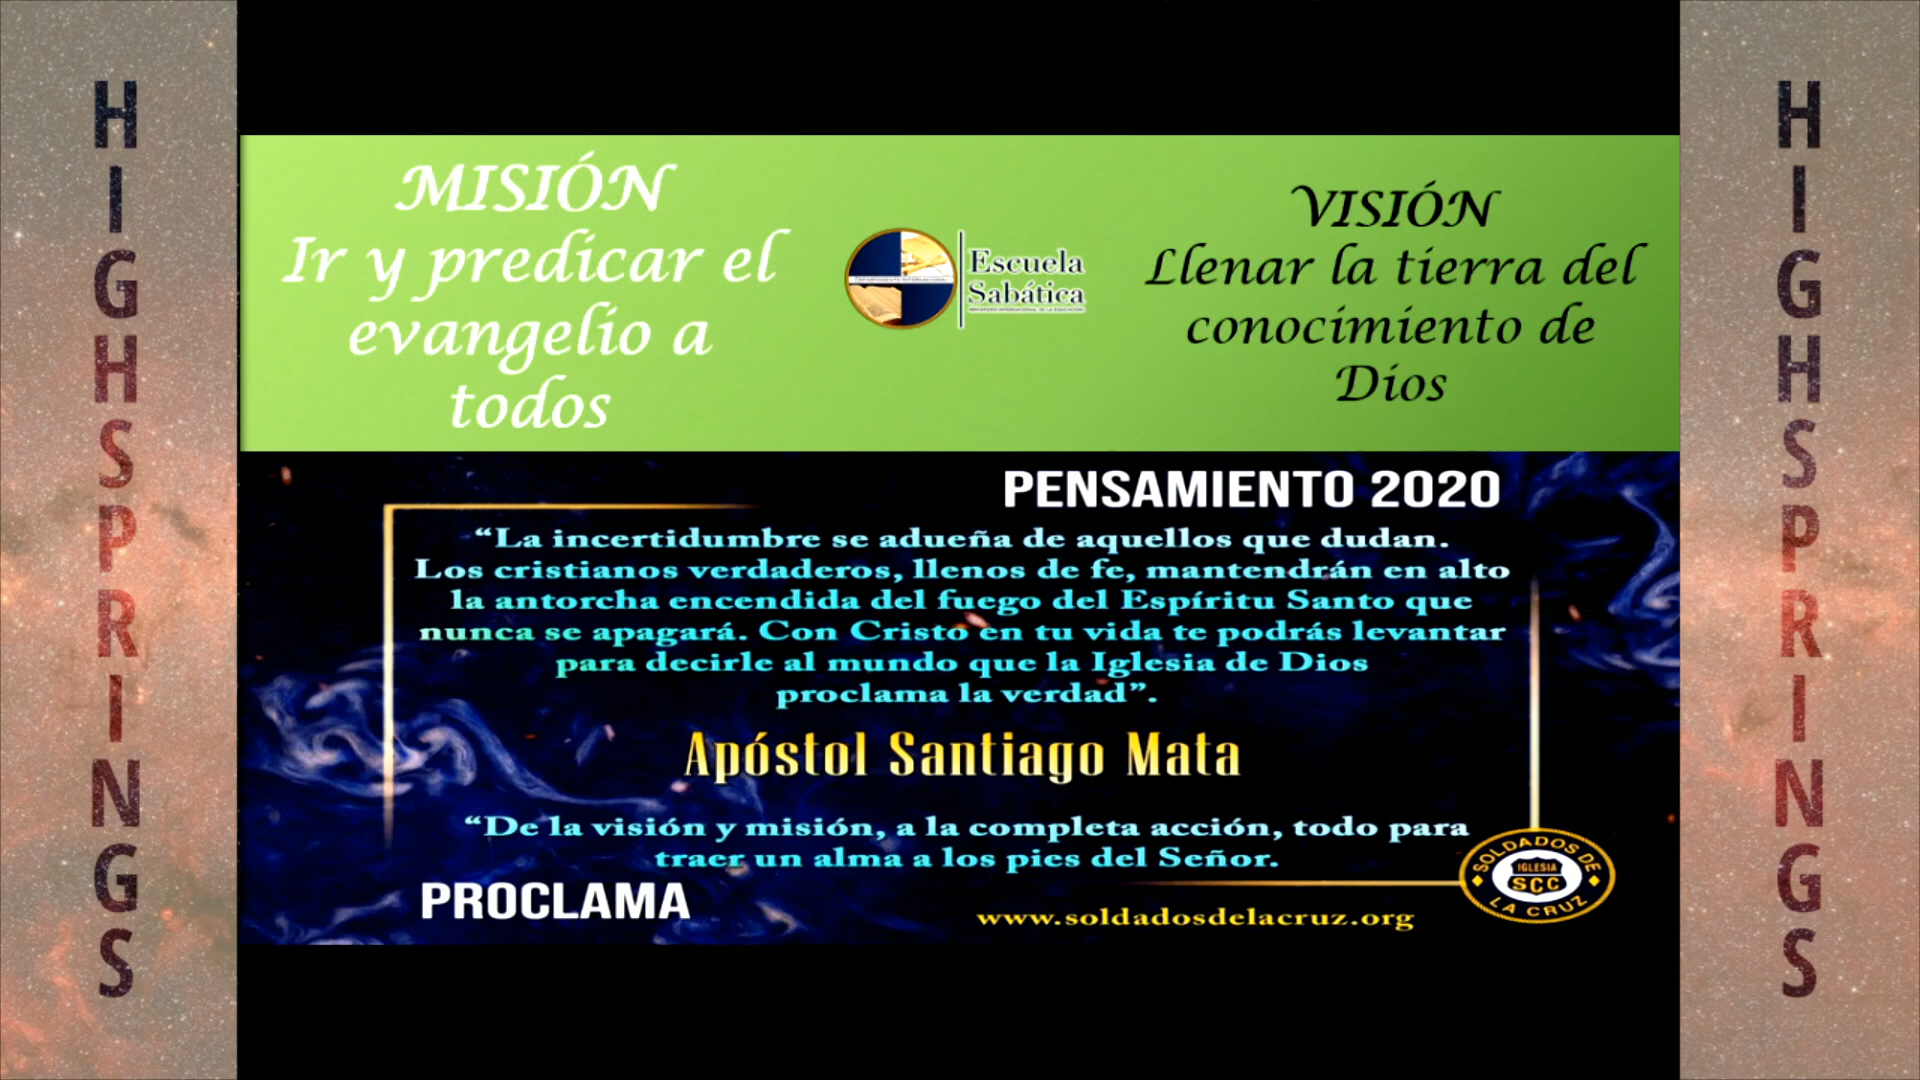 HIGHSPRINGS
MISIÓN
Ir y predicar el
evangelio a
todos
Escuela
Sabática
VISIÓN
Llenar la tierra del
conocimiento de
Dios
PENSAMIENTO 2020
“La incertidumbre se adueña de aquellos que dudan.
Los cristianos verdaderos, llenos de fe, mantendrán en alto
la antorcha encendida del fuego del Espíritu Santo que
nunca se apagará. Con Cristo en tu vida te podrás levantar
para decirle al mundo que la Iglesia de Dios
proclama la verdad”.
Apóstol Santiago Mata
“De la visión y misión, a la completa acción, todo para
traer un alma a los pies del Señor.
PROCLAMA
www.soldadosdelacruz.org
SOLDADOS DE
IGLESIA
SCC
LA CRUZ
HIGHSPRINGS